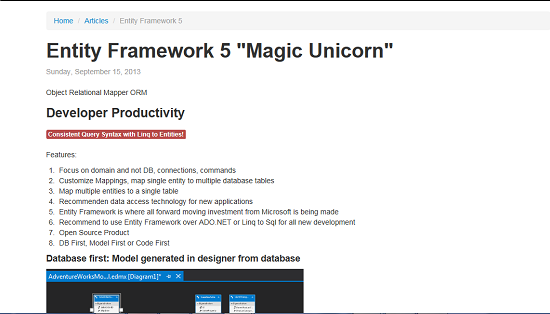 Home / Articles / Entity Framework 5
Entity Framework 5 "Magic Unicorn"
Sunday, September 15, 2013
Object Relational Mapper ORM
Developer Productivity
Consistent Query Syntax with Linq to Entities!
Features:
1. Focus on domain and not DB, connections, commands
2. Customize Mappings, map single entity to multiple database tables
3. Map multiple entities to a single table
4. Recommenden data access technology for new applications
5. Entity Framework is where all forward moving investment from Microsoft is being made
6. Recommend to use Entity Framework over ADO.NET or Linq to Sql for all new development
7. Open Source Product
8. DB First, Model First or Code First
Database first: Model generated in designer from database
AdventureWorksMo...l.edmx [Diagram1]*